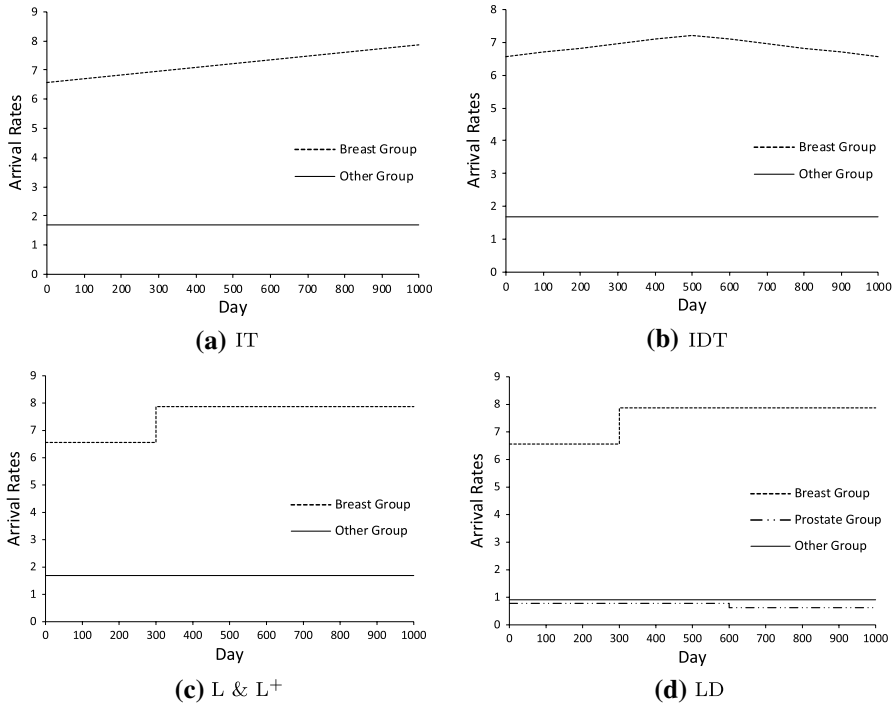 9
8
7
6
5
4
3
2
1
0
Arrival Rates
Breast Group
Other Group
0 100 200 300 400 500 600 700 800 900 1000
Day
(a) IT
8
7
6
5
4
3
2
1
0
Arrival Rates
Breast Group
Other Group
0 100 200 300 400 500 600 700 800 900 1000
Day
(b) IDT
9
8
7
6
5
4
3
2
1
0
Arrival Rates
Breast Group
Other Group
0 100 200 300 400 500 600 700 800 900 1000
Day
(c) L & L⁺
9
8
7
6
5
4
3
2
1
0
Arrival Rates
Breast Group
Prostate Group
Other Group
0 100 200 300 400 500 600 700 800 900 1000
Day
(d) LD